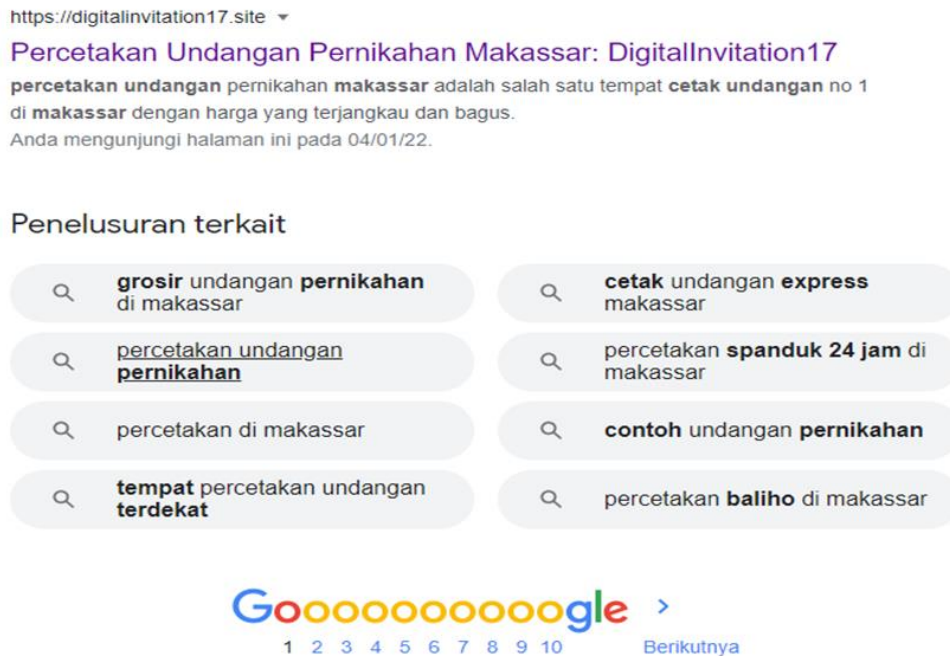 https://digitalinvitation17.site
Percetakan Undangan Pernikahan Makassar: DigitalInvitation17
percetakan undangan pernikahan makassar adalah salah satu tempat cetak undangan no 1
di makassar dengan harga yang terjangkau dan bagus.
Anda mengunjungi halaman ini pada 04/01/22.
Penelusuran terkait
grosir undangan pernikahan
di makassar
cetak undangan express
makassar
percetakan undangan
pernikahan
percetakan spanduk 24 jam di
makassar
percetakan di makassar
contoh undangan pernikahan
tempat percetakan undangan
terdekat
percetakan baliho di makassar
Goooooooooogle >
1 2 3 4 5 6 7 8 9 10 Berikutnya